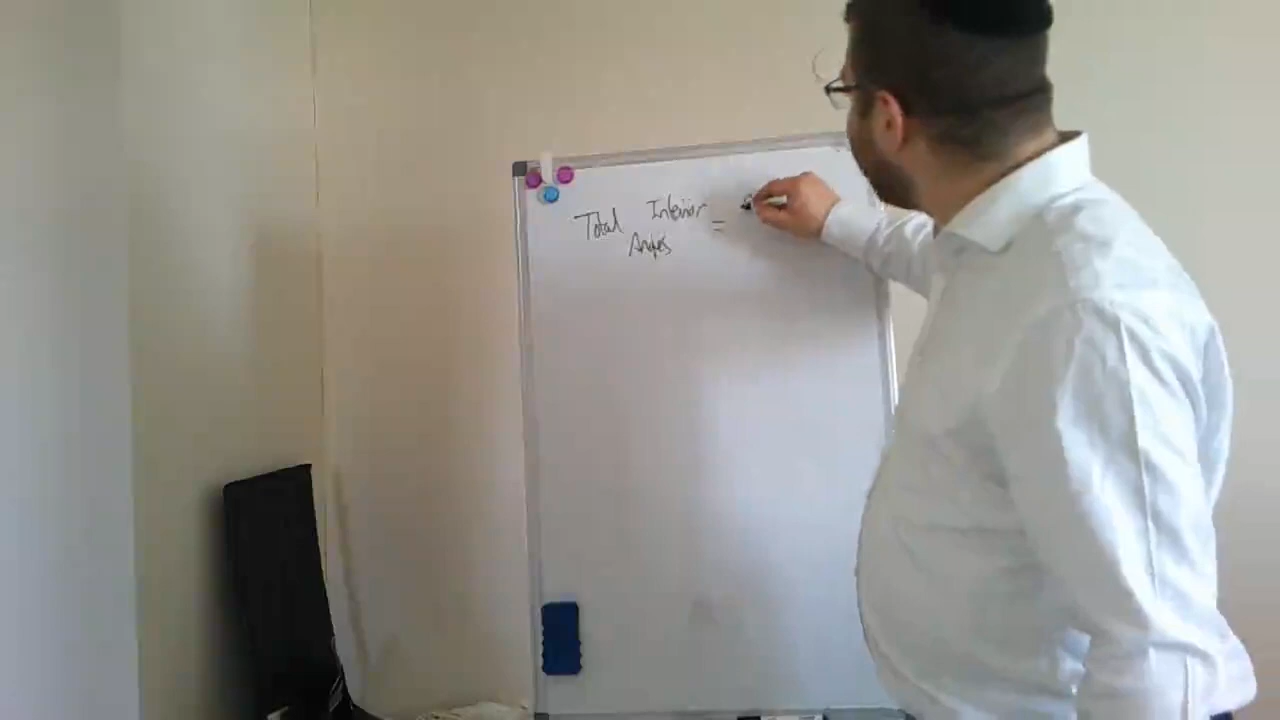 Total Interior =
Angles